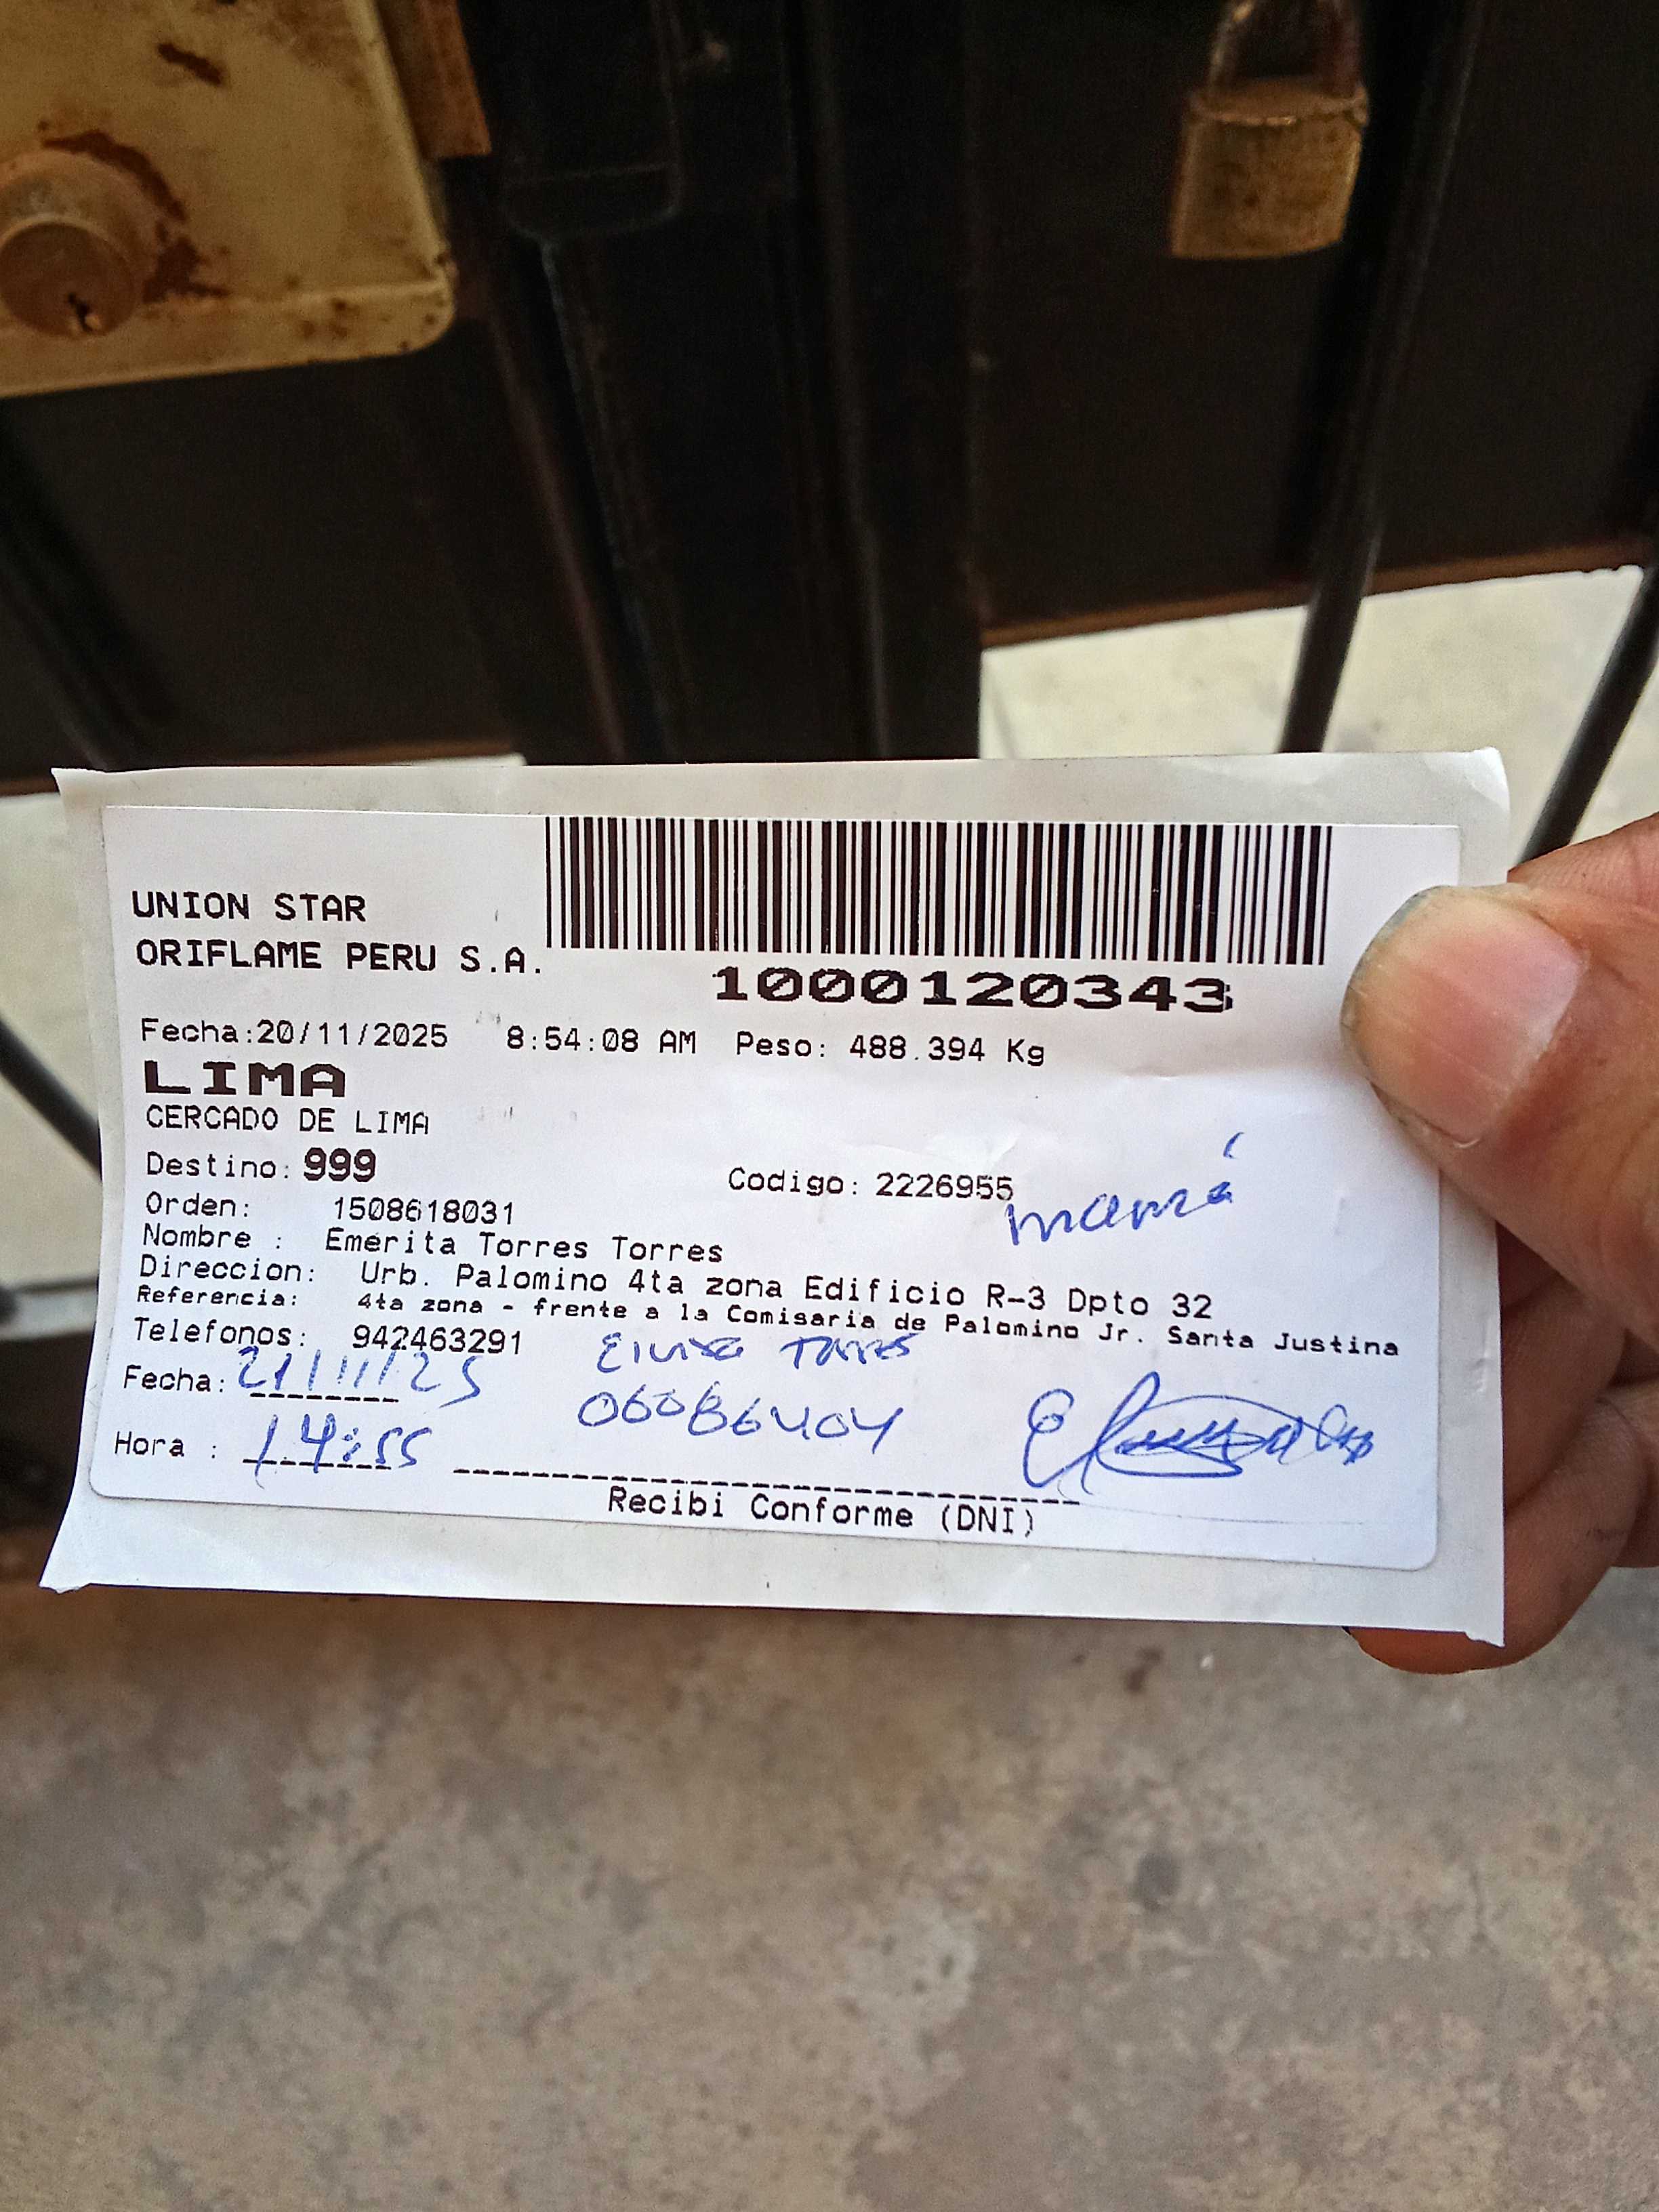 UNION STAR
ORIFLAME PERU S.A.
1000120343
Fecha:20/11/2025 8:54:08 AM Peso: 488.394 Kg
LIMA
CERCADO DE LIMA
Destino: 999 Codigo: 2226955
mamá
Orden: 1508618031
Nombre : Emerita Torres Torres
Direccion: Urb. Palomino 4ta zona Edificio R-3 Dpto 32
Referencia: 4ta zona - frente a la Comisaria de Palomino Jr. Santa Justina
Telefonos: 942463291
Torres
Fecha: 21/11/25
Hora : 14:55
Recibi Conforme (DNI)